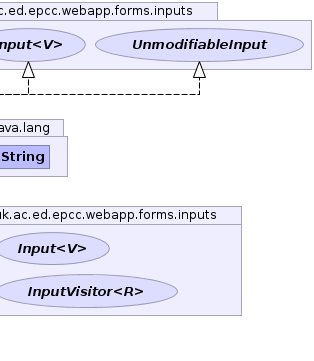 c.ed.epcc.webapp.forms.inputs
nput<V>
UnmodifiableInput
ava.lang
String
uk.ac.ed.epcc.webapp.forms.inputs
Input<V>
InputVisitor<R>